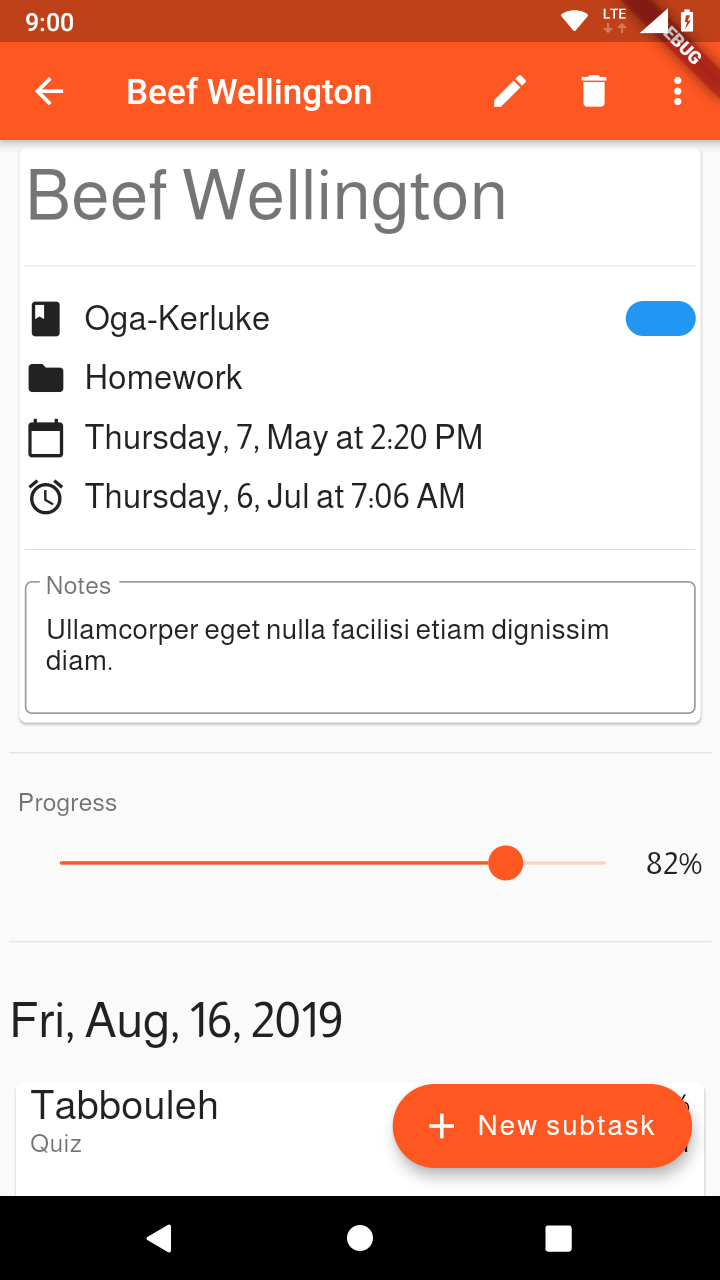 9:00
LTE
Beef Wellington
Beef Wellington
Oga-Kerluke
Homework
Thursday, 7, May at 2:20 PM
Thursday, 6, Jul at 7:06 AM
Notes
Ullamcorper eget nulla facilisi etiam dignissim
diam.
Progress
82%
Fri, Aug, 16, 2019
Tabbouleh
Quiz
New subtask